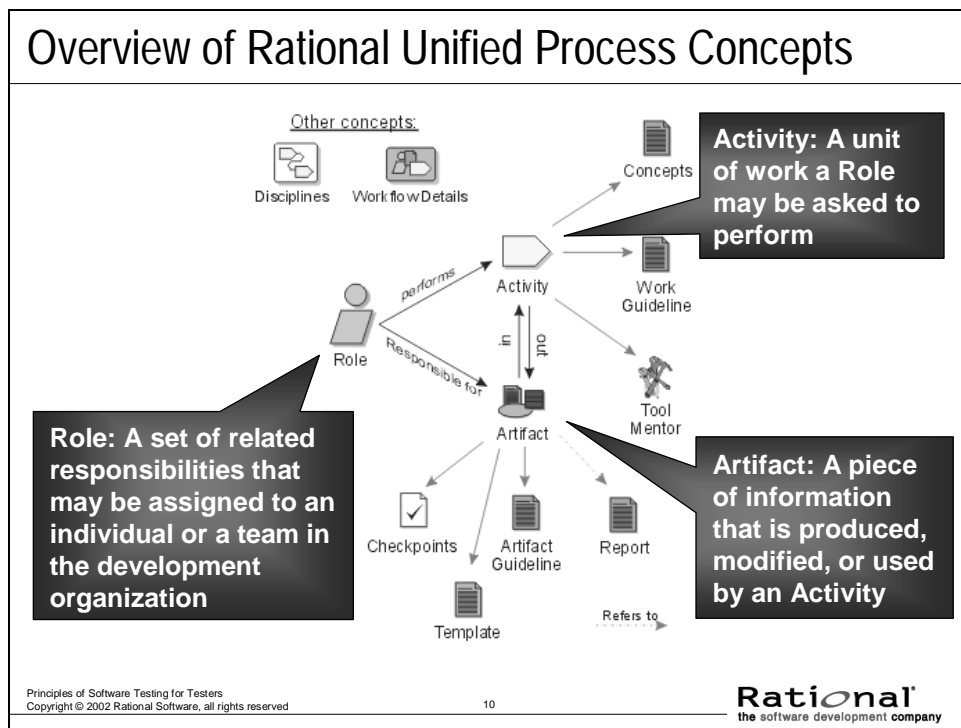 Overview of Rational Unified Process Concepts
Other concepts:
Disciplines
Workflow Details
Concepts
Activity: A unit
of work a Role
may be asked to
perform
performs
Activity
Work
Guideline
Role
Responsible for
in
out
Tool
Mentor
Artifact
Role: A set of related
responsibilities that
may be assigned to an
individual or a team in
the development
organization
Artifact: A piece
of information
that is produced,
modified, or used
by an Activity
Checkpoints
Artifact
Guideline
Report
Template
Refers to
Principles of Software Testing for Testers
Copyright © 2002 Rational Software, all rights reserved
10
Rational
the software development company